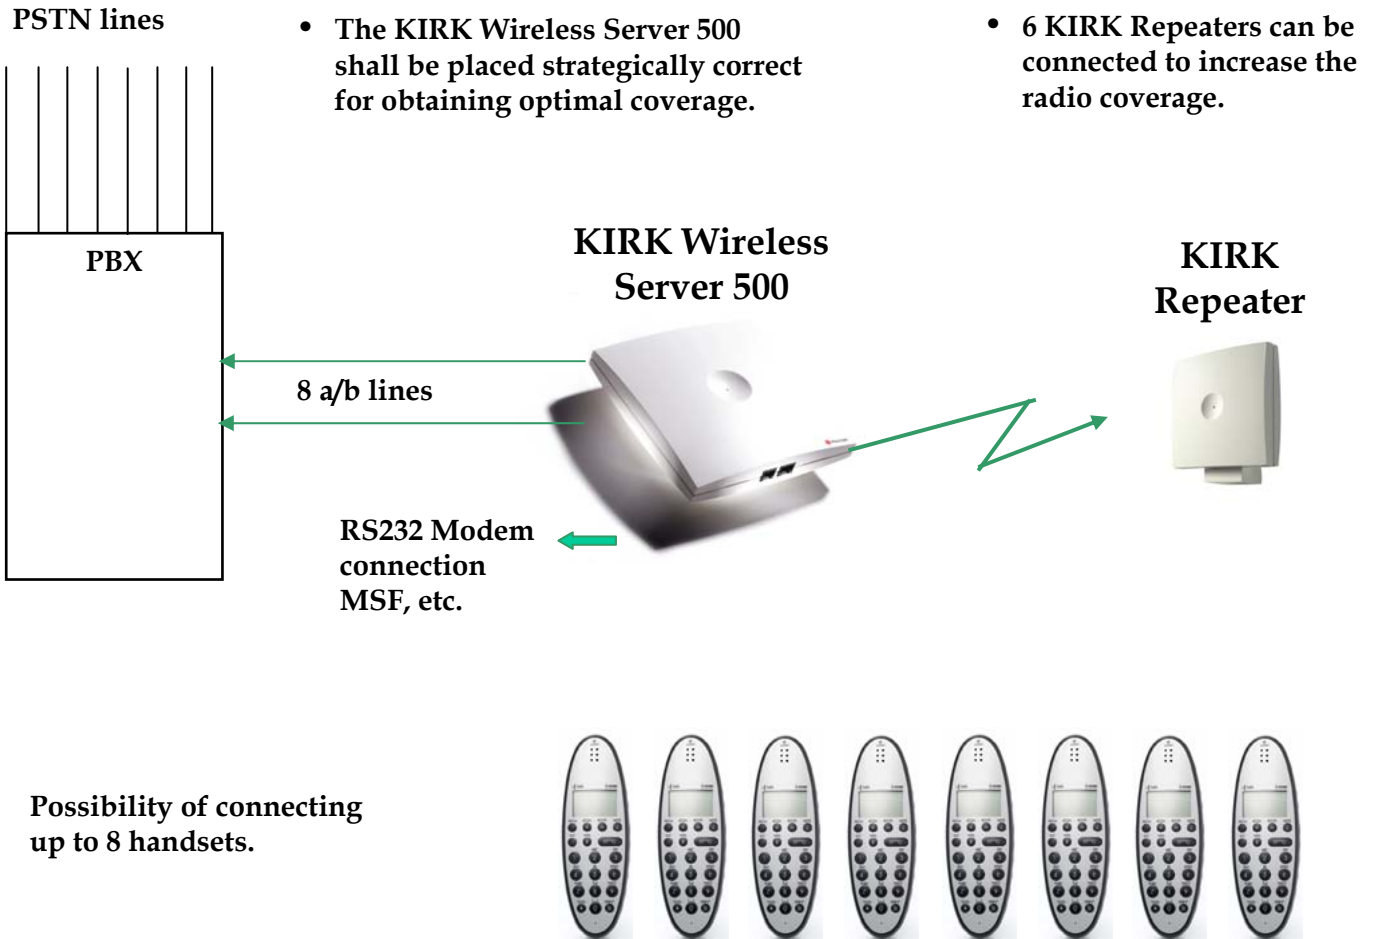 PSTN lines
• The KIRK Wireless Server 500
shall be placed strategically correct
for obtaining optimal coverage.
• 6 KIRK Repeaters can be
connected to increase the
radio coverage.
PBX
KIRK Wireless
Server 500
KIRK
Repeater
8 a/b lines
RS232 Modem
connection
MSF, etc.
Possibility of connecting
up to 8 handsets.